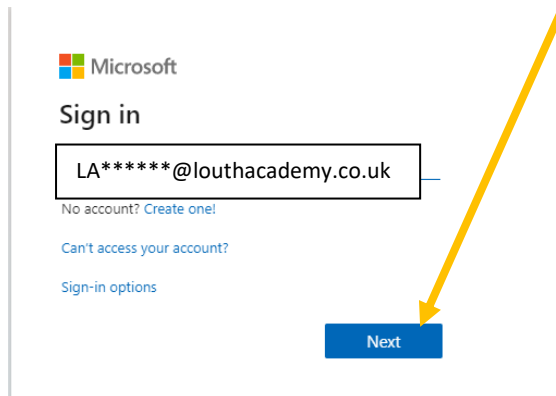 Microsoft
Sign in
LA******@louthacademy.co.uk
No account? Create one!
Can't access your account?
Sign-in options
Next